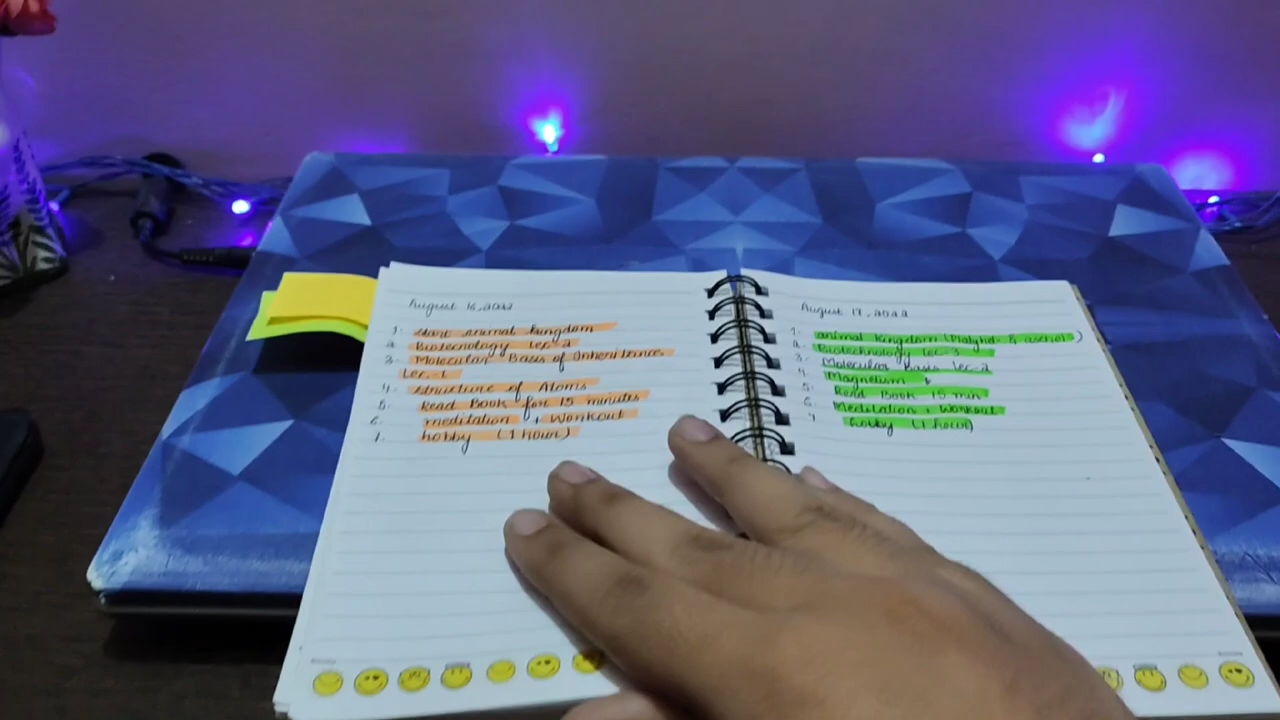 August 16, 2022
1. Start animal kingdom
2. Biotecnology lec-2
3. Molecular Basis of Inheritance
lec-1
4. Structure of Atoms
5. Read Book for 15 minutes
6. meditation + Workout
7. hobby (1 hour)
August 17, 2022
1. animal Kingdom (Platyhel- &
2. Biotechnology lec-3
3. Molecular Basis lec-2
4. Magnetism
5. Read Book 15 min
6. Meditation + Workout
7 hobby (1 hour)